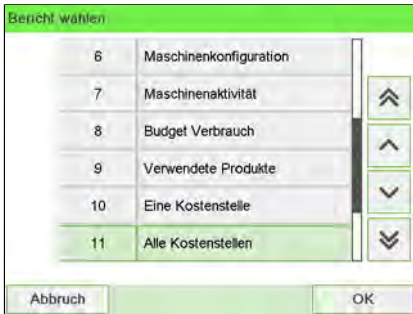 Bericht wählen
6 Maschinenkonfiguration
7 Maschinenaktivität
8 Budget Verbrauch
9 Verwendete Produkte
10 Eine Kostenstelle
11 Alle Kostenstellen
Abbruch OK